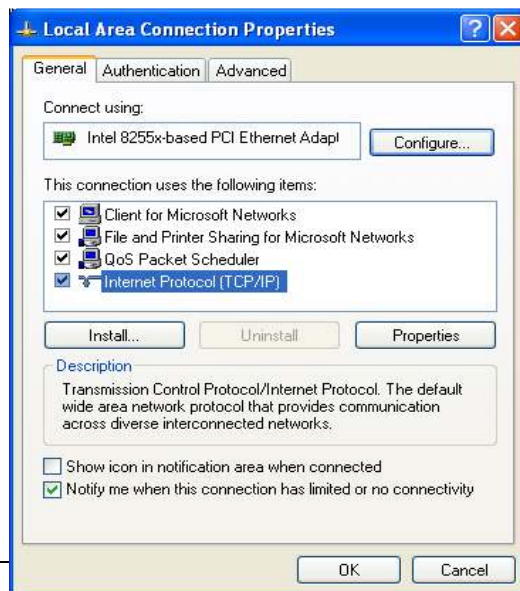 Local Area Connection Properties
General Authentication Advanced
Connect using:
Intel 8255x-based PCI Ethernet Adapt
Configure...
This connection uses the following items:
Client for Microsoft Networks
File and Printer Sharing for Microsoft Networks
QoS Packet Scheduler
Internet Protocol (TCP/IP)
Install... Uninstall Properties
Description
Transmission Control Protocol/Internet Protocol. The default
wide area network protocol that provides communication
across diverse interconnected networks.
Show icon in notification area when connected
Notify me when this connection has limited or no connectivity
OK Cancel